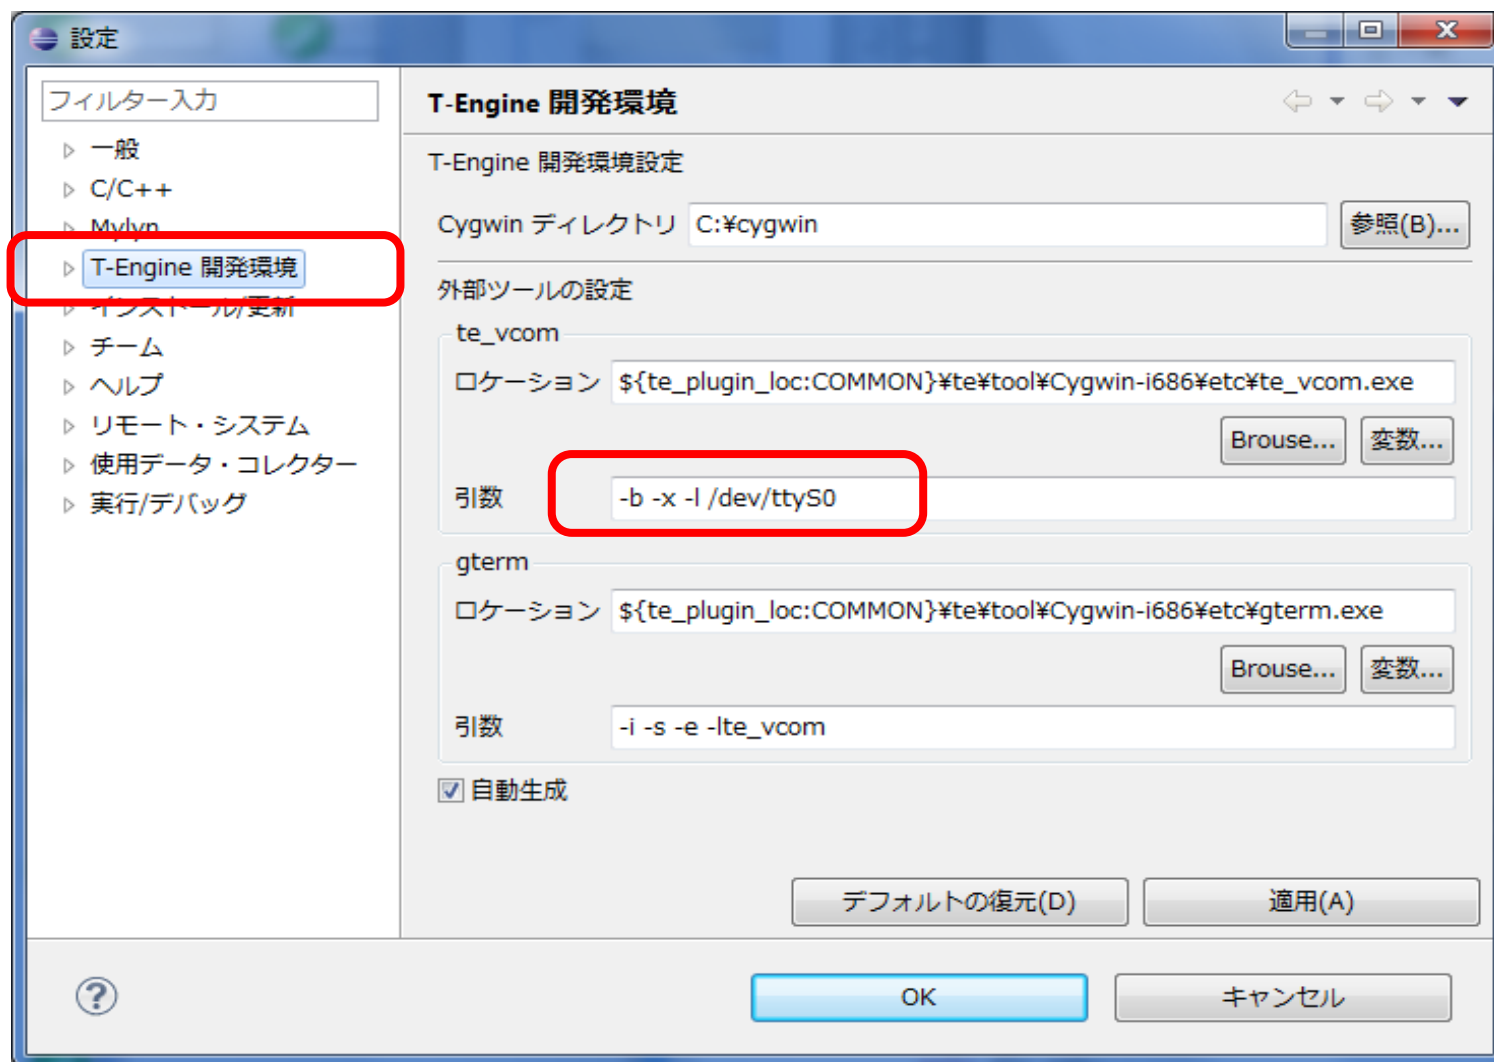 設定
フィルター入力
一般
C/C++
Mylyn
T-Engine 開発環境
インストール/更新
チーム
ヘルプ
リモート・システム
使用データ・コレクター
実行/デバッグ
T-Engine 開発環境
T-Engine 開発環境設定
Cygwin ディレクトリ C:¥cygwin 参照(B)...
外部ツールの設定
te_vcom
ロケーション ${te_plugin_loc:COMMON}¥te¥tool¥Cygwin-i686¥etc¥te_vcom.exe
Brouse... 変数...
引数 -b -x -l /dev/ttyS0
gterm
ロケーション ${te_plugin_loc:COMMON}¥te¥tool¥Cygwin-i686¥etc¥gterm.exe
Brouse... 変数...
引数 -i -s -e -lte_vcom
自動生成
デフォルトの復元(D) 適用(A)
? OK キャンセル